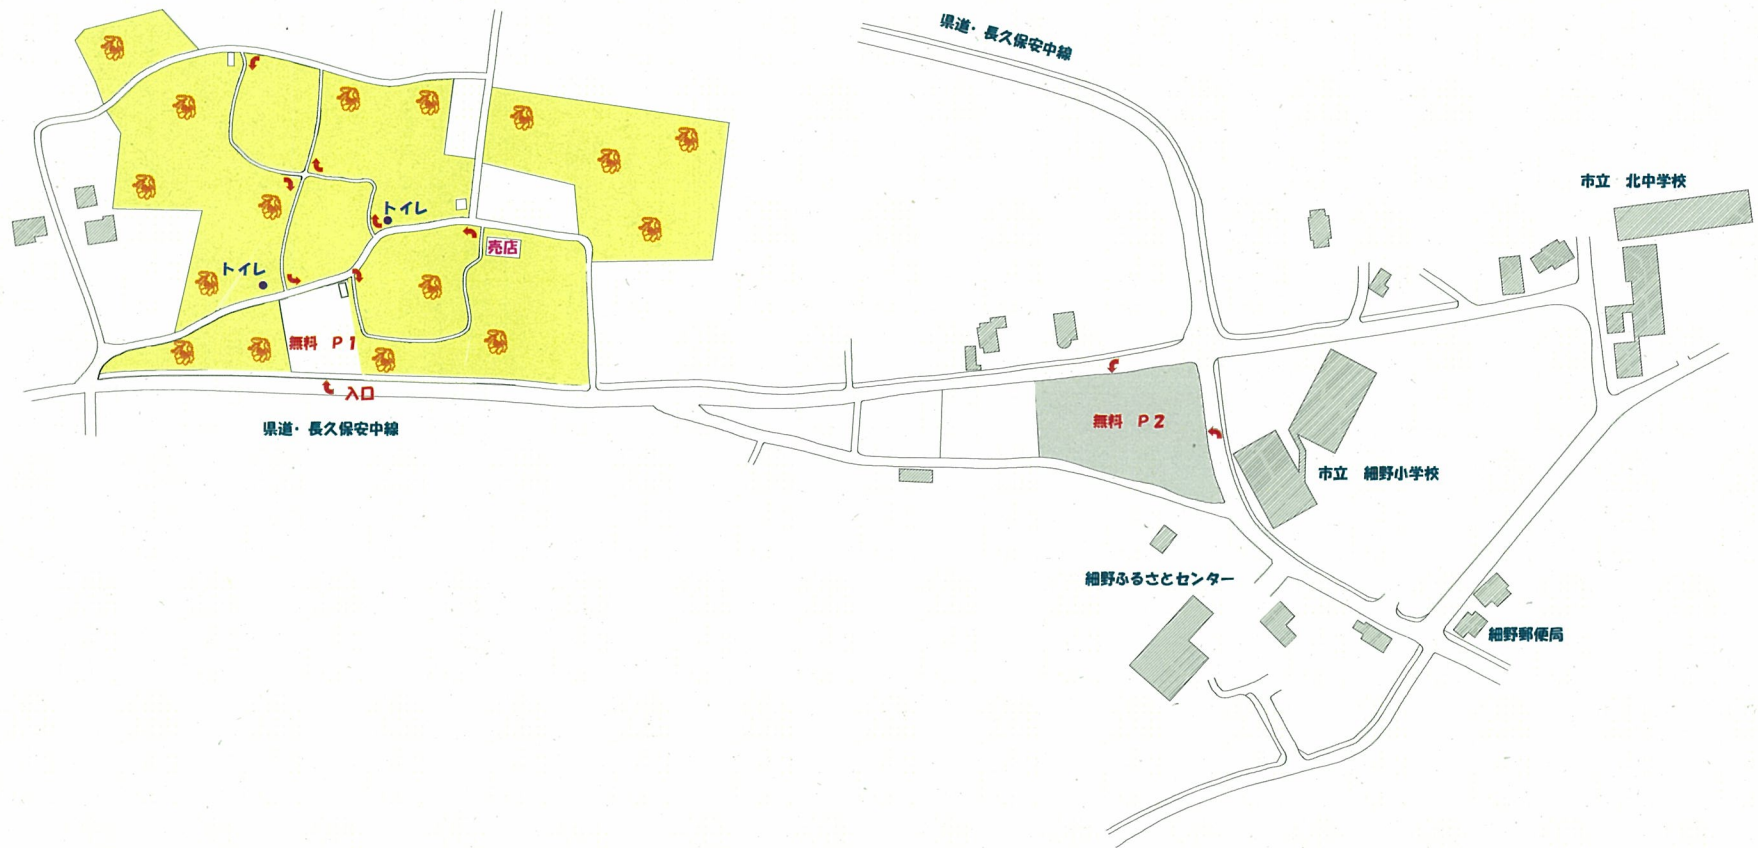 県道・長久保安中線
市立　北中学校
トイレ
売店
トイレ
無料　P1
入口
県道・長久保安中線
無料　P2
市立　細野小学校
細野ふるさとセンター
細野郵便局